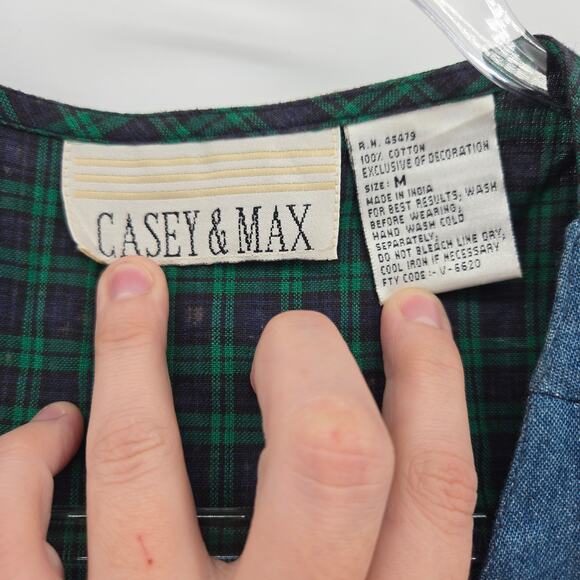 CASEY & MAX
R.N. 45479
100% COTTON
EXCLUSIVE OF DECORATION
SIZE: M
MADE IN INDIA
FOR BEST RESULTS, WASH
BEFORE WEARING,
HAND WASH COLD
SEPARATELY,
DO NOT BLEACH LINE DRY,
COOL IRON IF NECESSARY
FTY CODE :- V-6620